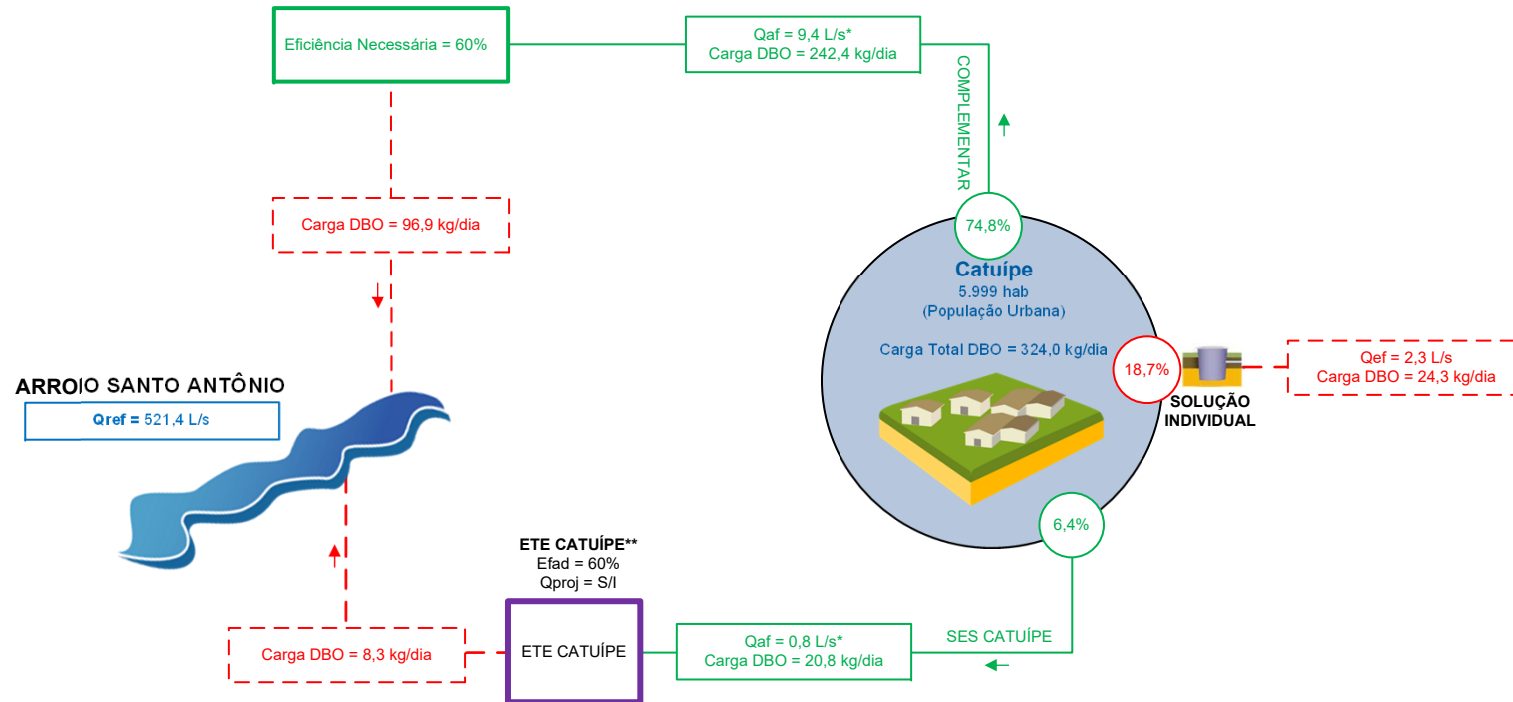 Eficiência Necessária = 60%
Qaf = 9,4 L/s*
Carga DBO = 242,4 kg/dia
COMPLEMENTAR
Carga DBO = 96,9 kg/dia
74,8%
Catuípe
5.999 hab
(População Urbana)
Carga Total DBO = 324,0 kg/dia
18,7%
SOLUÇÃO
INDIVIDUAL
Qef = 2,3 L/s
Carga DBO = 24,3 kg/dia
ARROIO SANTO ANTÔNIO
Qref = 521,4 L/s
6,4%
ETE CATUÍPE**
Efad = 60%
Qproj = S/I
ETE CATUÍPE
Carga DBO = 8,3 kg/dia
Qaf = 0,8 L/s*
Carga DBO = 20,8 kg/dia
SES CATUÍPE